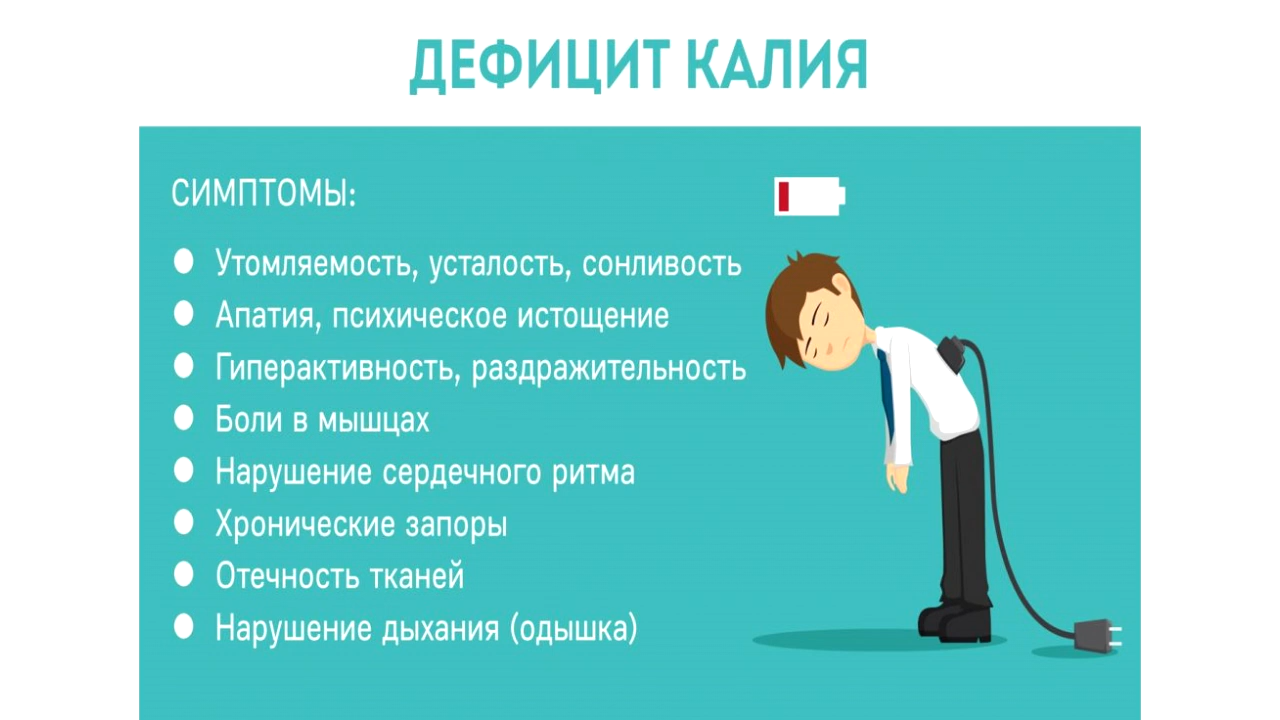 ДЕФИЦИТ КАЛИЯ
СИМПТОМЫ:
● Утомляемость, усталость, сонливость
● Апатия, психическое истощение
● Гиперактивность, раздражительность
● Боли в мышцах
● Нарушение сердечного ритма
● Хронические запоры
● Отечность тканей
● Нарушение дыхания (одышка)